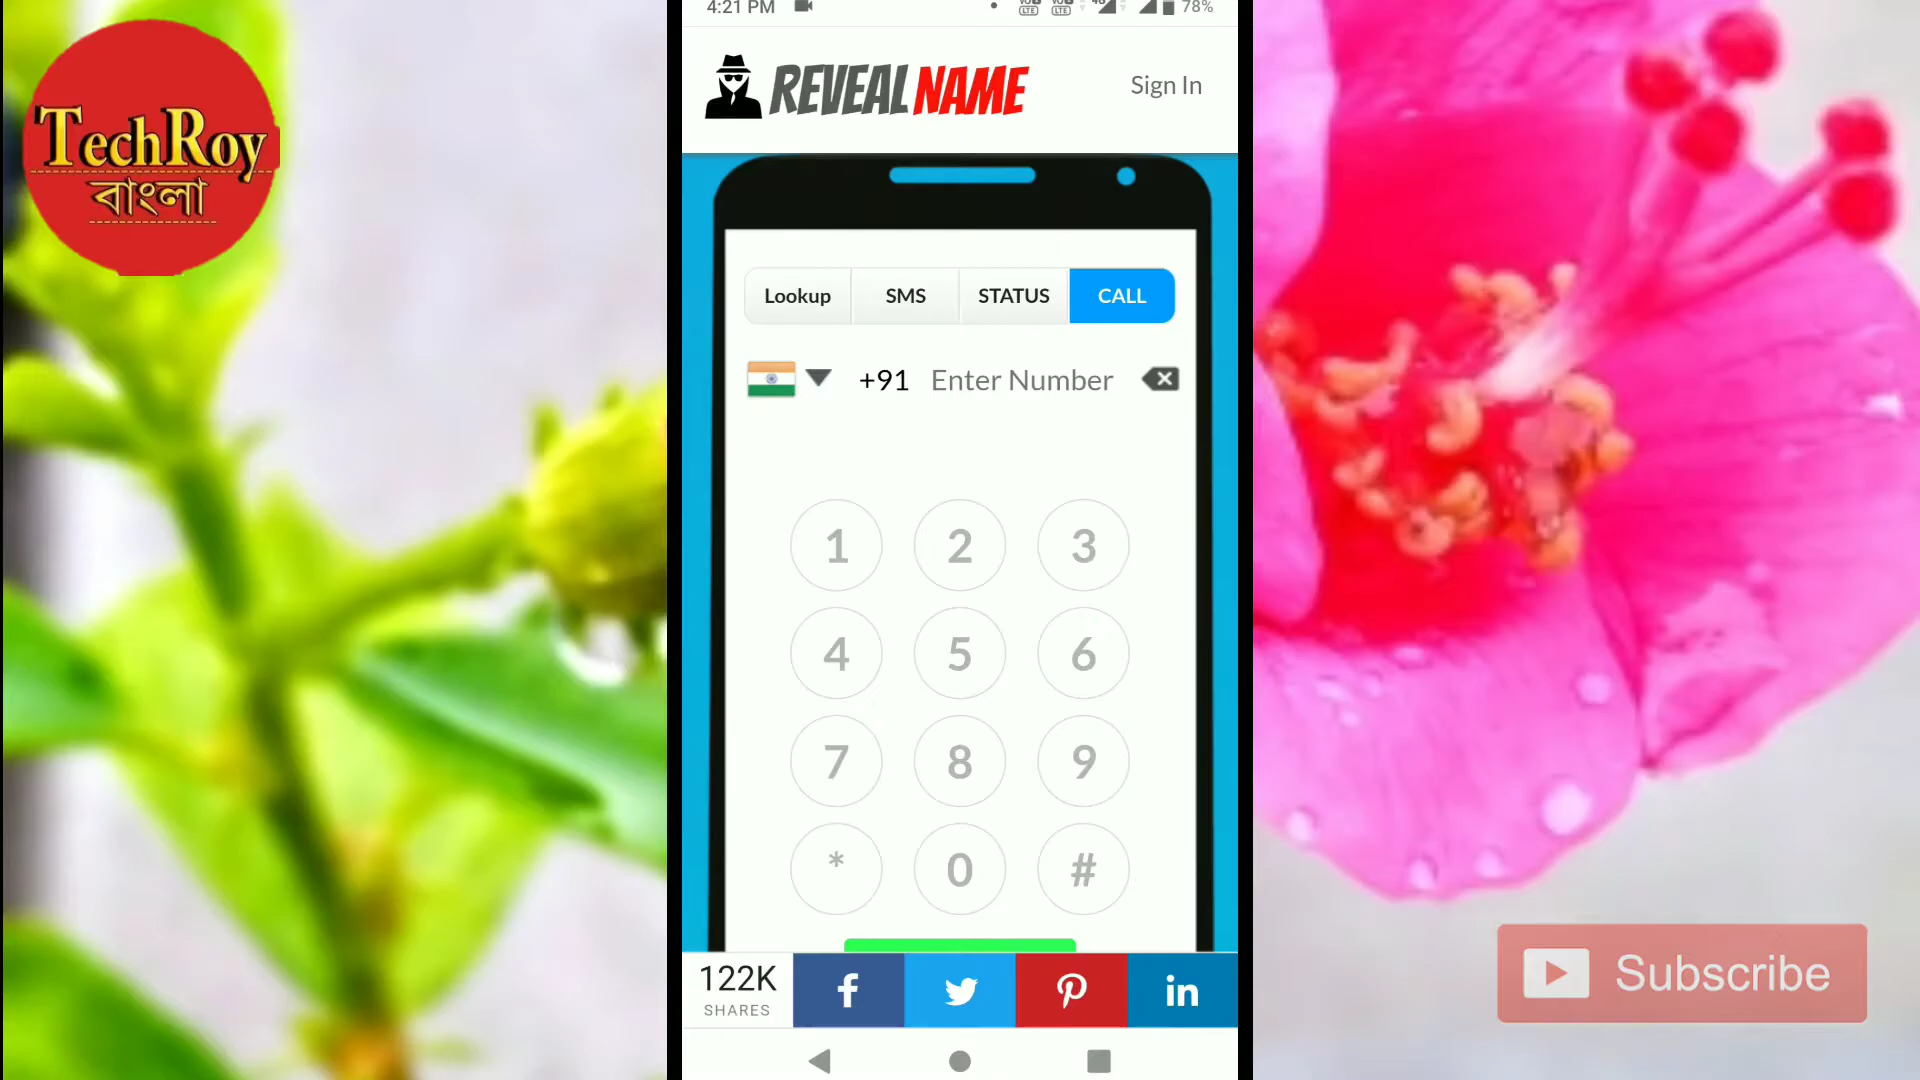 TechRoy
বাংলা
4:21 PM 78%
REVEAL NAME
Sign In
Lookup SMS STATUS CALL
+91 Enter Number
1 2 3
4 5 6
7 8 9
* 0 #
122K
SHARES
f in
Subscribe